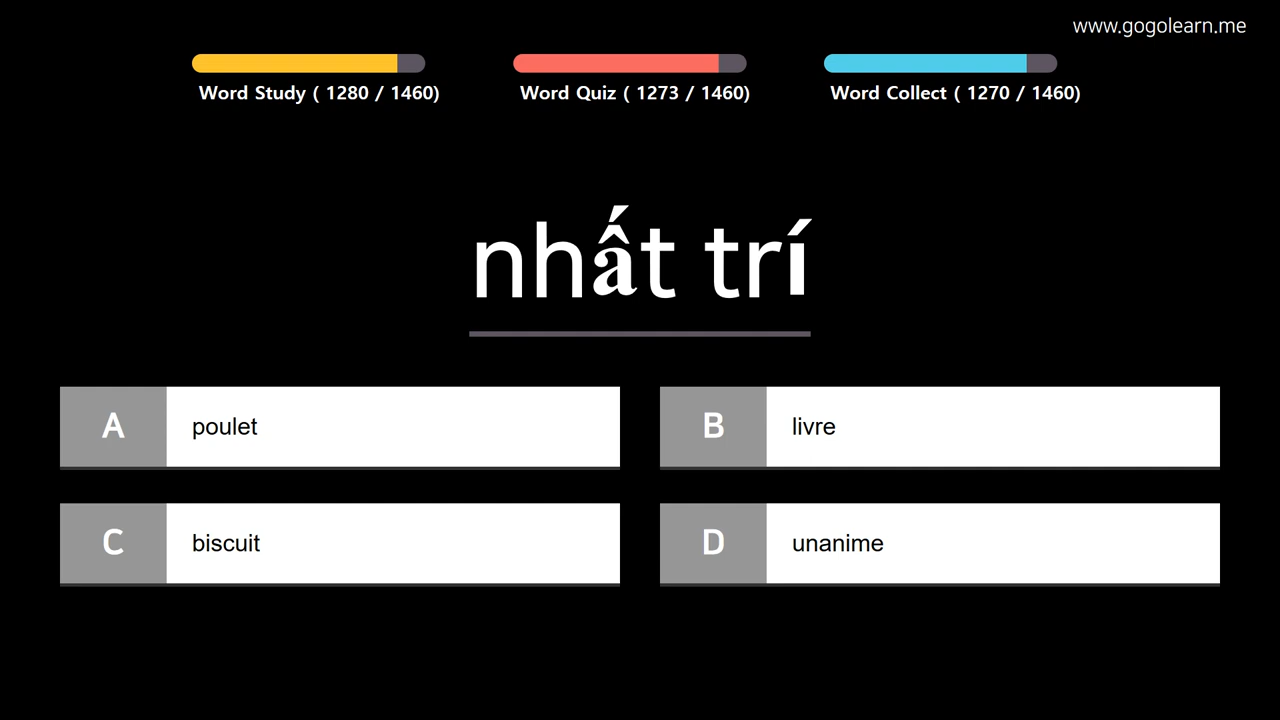 www.gogolearn.me
Word Study ( 1280 / 1460)
Word Quiz ( 1273 / 1460)
Word Collect ( 1270 / 1460)
nhất trí
A poulet
B livre
C biscuit
D unanime